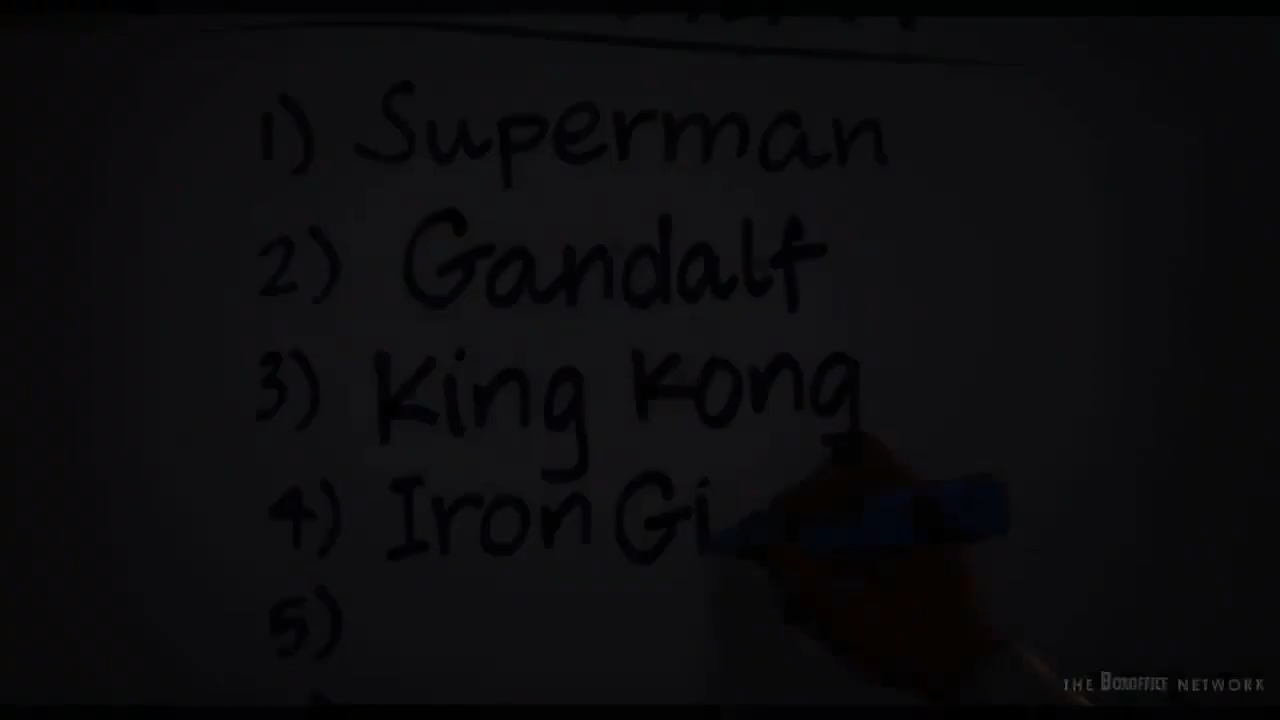 1) Superman
2) Gandalf
3) King Kong
4) Iron Gi
5)
THE BOXOFFICE NETWORK